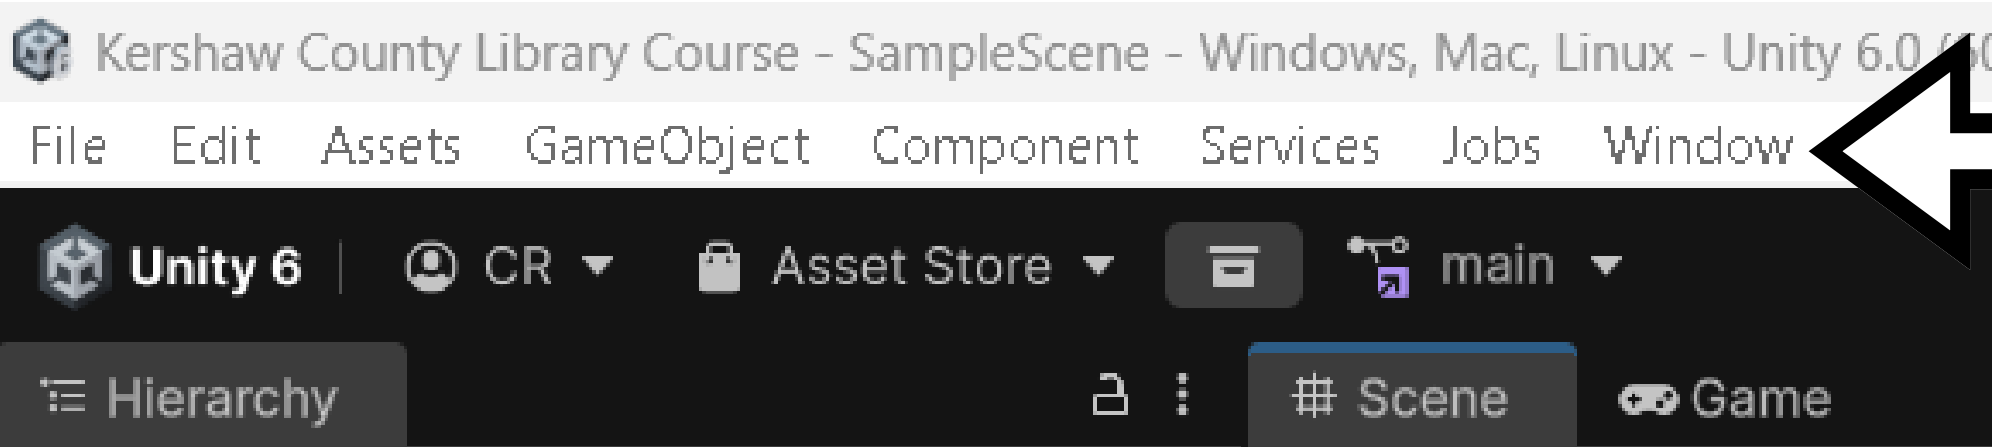 Kershaw County Library Course - SampleScene - Windows, Mac, Linux - Unity 6.0
File Edit Assets GameObject Component Services Jobs Window
Unity 6 CR Asset Store main
Hierarchy Scene Game